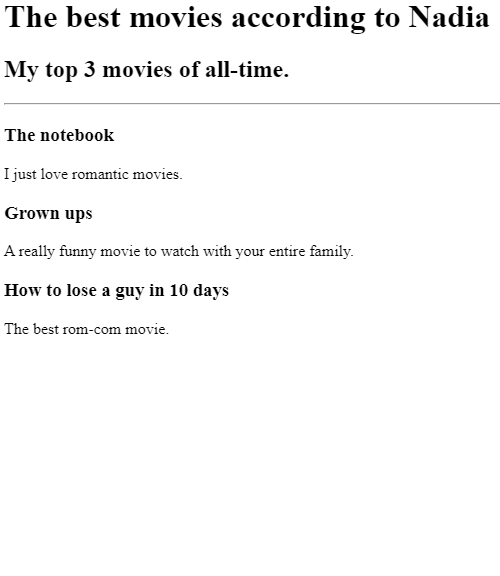 The best movies according to Nadia
My top 3 movies of all-time.
The notebook
I just love romantic movies.
Grown ups
A really funny movie to watch with your entire family.
How to lose a guy in 10 days
The best rom-com movie.